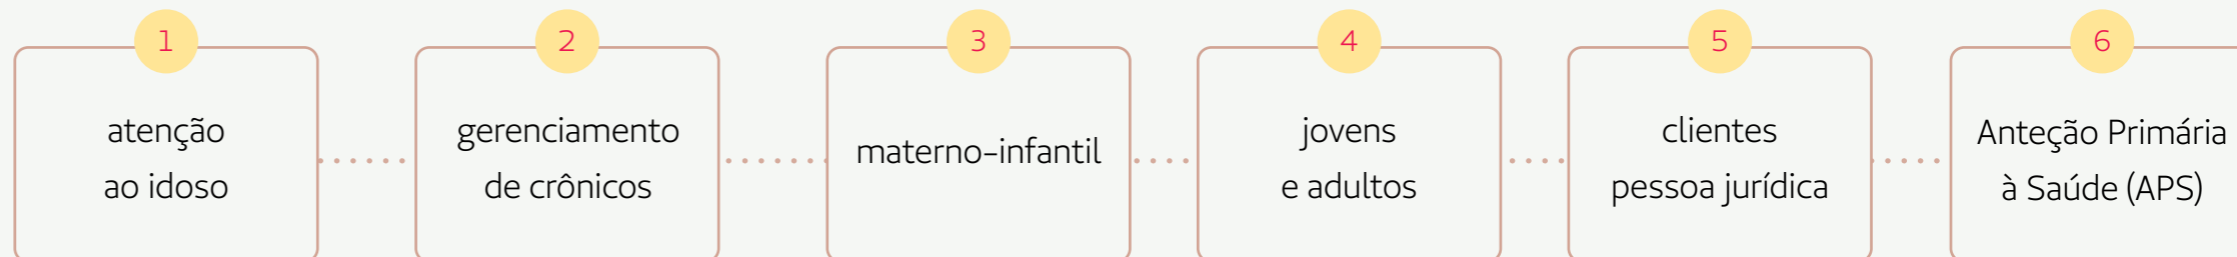 1
atenção
ao idoso
2
gerenciamento
de crônicos
3
materno-infantil
4
jovens
e adultos
5
clientes
pessoa jurídica
6
Anteção Primária
à Saúde (APS)